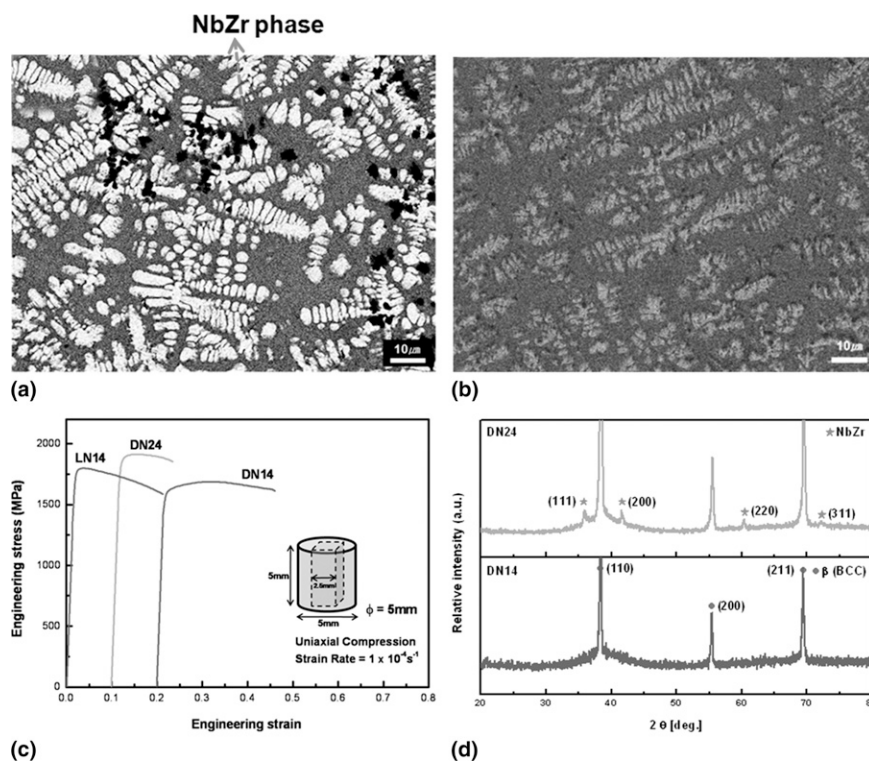 NbZr phase
10㎛
10㎛
(a)
(b)
Engineering stress (MPa)
2000
1500
1000
500
0
LN14
DN24
DN14
5mm
2.5mm
5mm
ϕ = 5mm
Uniaxial Compression
Strain Rate = 1 x 10⁻⁴s⁻¹
0.0 0.1 0.2 0.3 0.4 0.5 0.6 0.7 0.8
Engineering strain
(c)
Relative intensity (a.u.)
DN24
★NbZr
(111)
(200)
(220)
(311)
DN14
(110)
(200)
(211)
β (BCC)
20 30 40 50 60 70 80
2 θ [deg.]
(d)